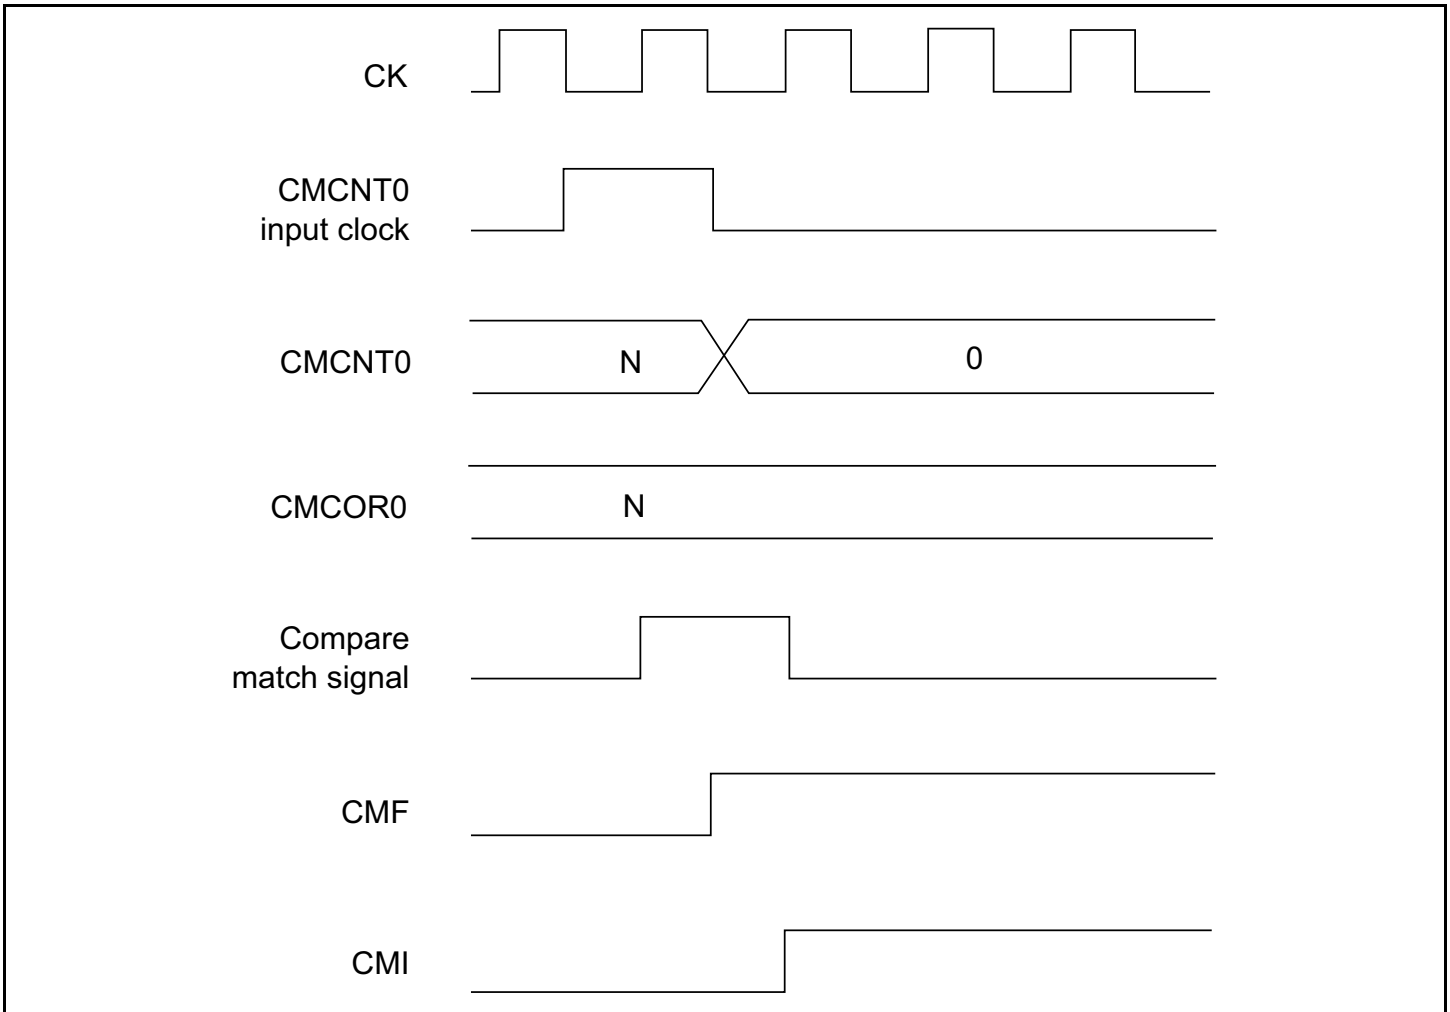 CK
CMCNT0
input clock
CMCNT0
N
0
CMCOR0
N
Compare
match signal
CMF
CMI